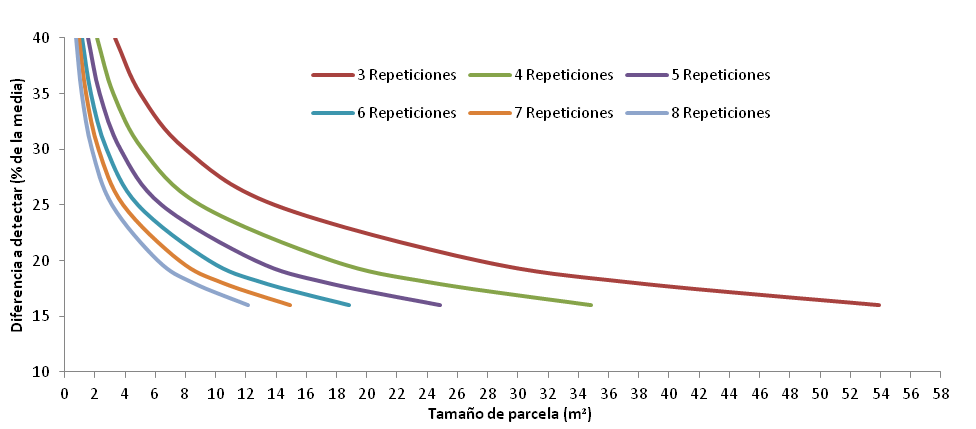 Diferencia a detectar (% de la media)
40
35
30
25
20
15
10
3 Repeticiones 4 Repeticiones 5 Repeticiones
6 Repeticiones 7 Repeticiones 8 Repeticiones
0 2 4 6 8 10 12 14 16 18 20 22 24 26 28 30 32 34 36 38 40 42 44 46 48 50 52 54 56 58
Tamaño de parcela (m²)